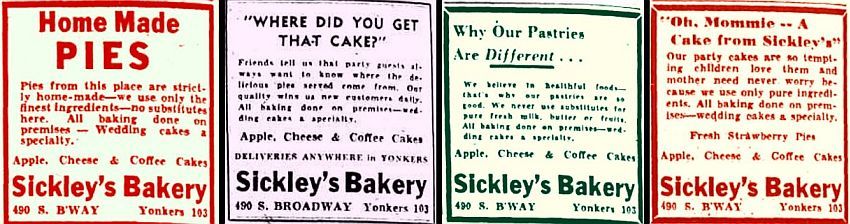 Home Made
PIES
Pies from this place are strict-
ly home-made—we use only the
finest ingredients—no substitutes
here. All baking done on
premises — Wedding cakes a
specialty.
Apple, Cheese & Coffee Cakes
Sickley's Bakery
490 S. B'WAY Yonkers 103
"WHERE DID YOU GET
THAT CAKE?"
Friends tell us that party guests al-
ways want to know where the de-
licious pies served come from. Our
quality wins us new customers daily.
All baking done on premises—wed-
ding cakes a specialty.
Apple, Cheese & Coffee Cakes
DELIVERIES ANYWHERE in YONKERS
Sickley's Bakery
490 S. BROADWAY Yonkers 103
Why Our Pastries
Are Different . . .
We believe in healthful foods—
that's why our pastries are so
good. We never use substitutes for
pure fresh milk, butter or fruits.
All baking done on premises—wed-
ding cakes a specialty.
Apple, Cheese & Coffee Cakes
Sickley's Bakery
490 S. B'WAY Yonkers 103
"Oh, Mommie -- A
Cake from Sickley's"
Our party cakes are so tempt-
ing children love them and
mother need never worry be-
cause we use only pure ingredi-
ents. All baking done on prem-
ises—wedding cakes a specialty.
Fresh Strawberry Pies
Apple, Cheese & Coffee Cakes
Sickley's Bakery
490 S. B'WAY Yonkers 103